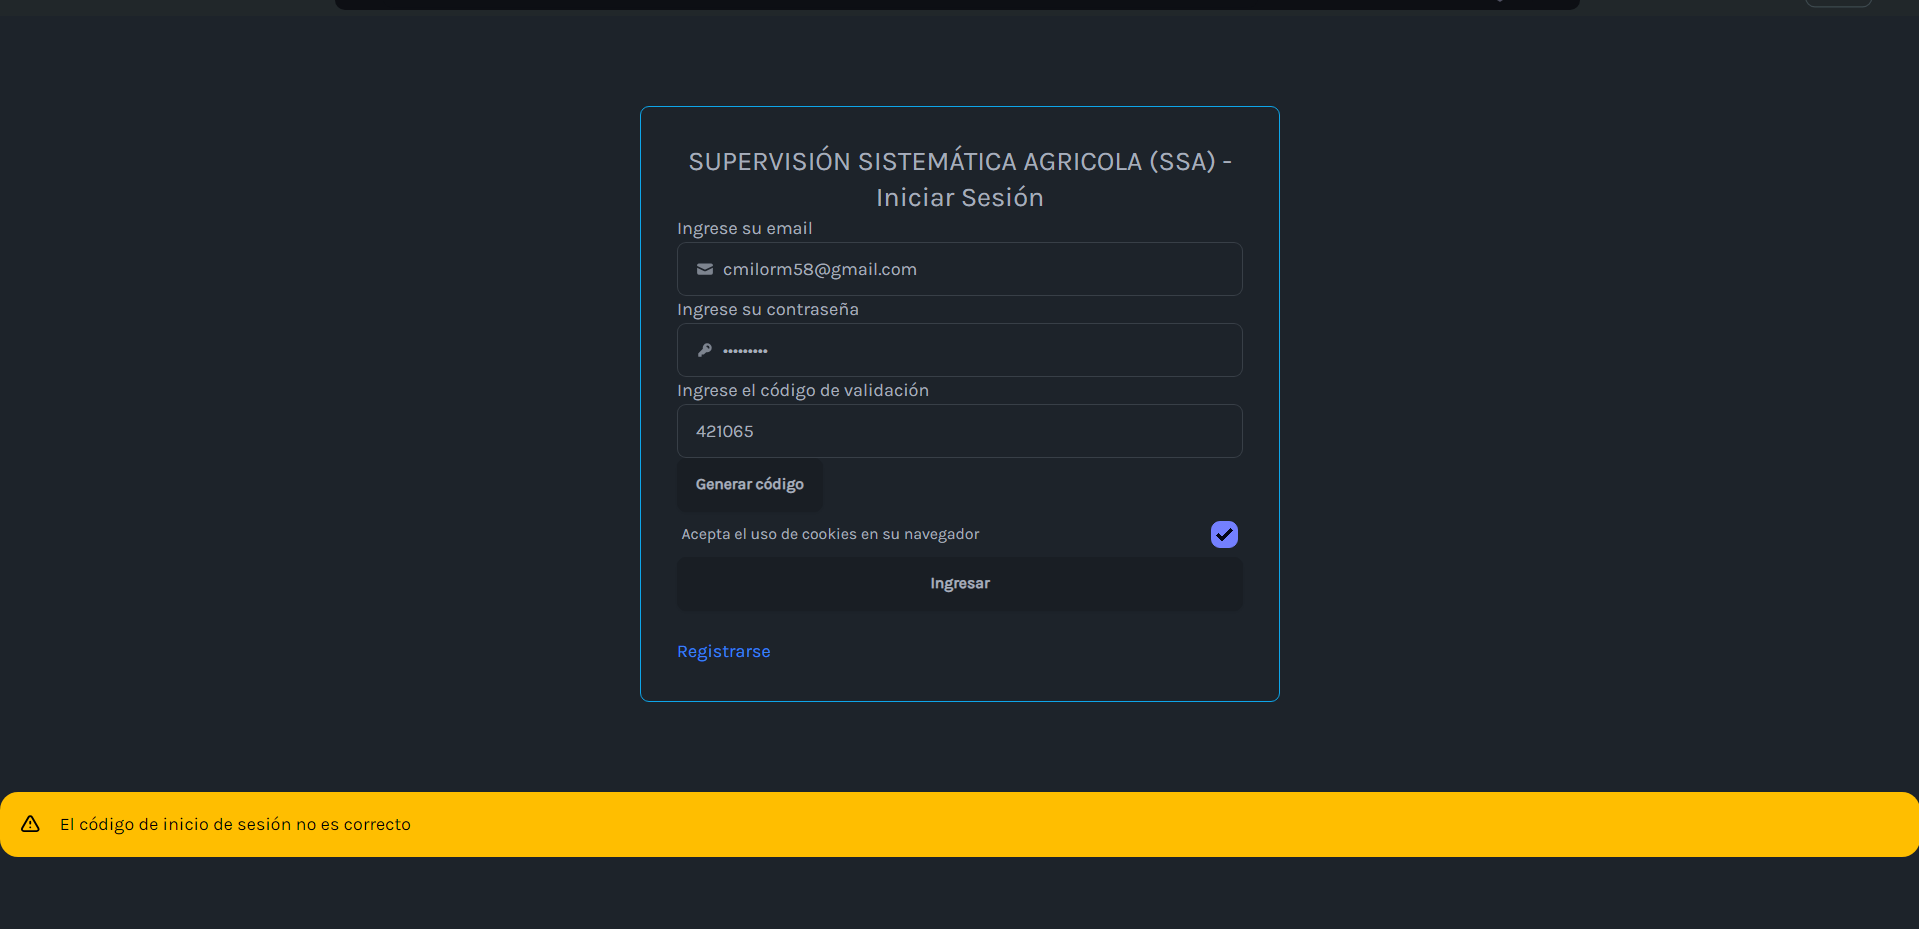 SUPERVISIÓN SISTEMÁTICA AGRICOLA (SSA) -
Iniciar Sesión
Ingrese su email
cmilorm58@gmail.com
Ingrese su contraseña
•••••••••
Ingrese el código de validación
421065
Generar código
Acepta el uso de cookies en su navegador
Ingresar
Registrarse
El código de inicio de sesión no es correcto